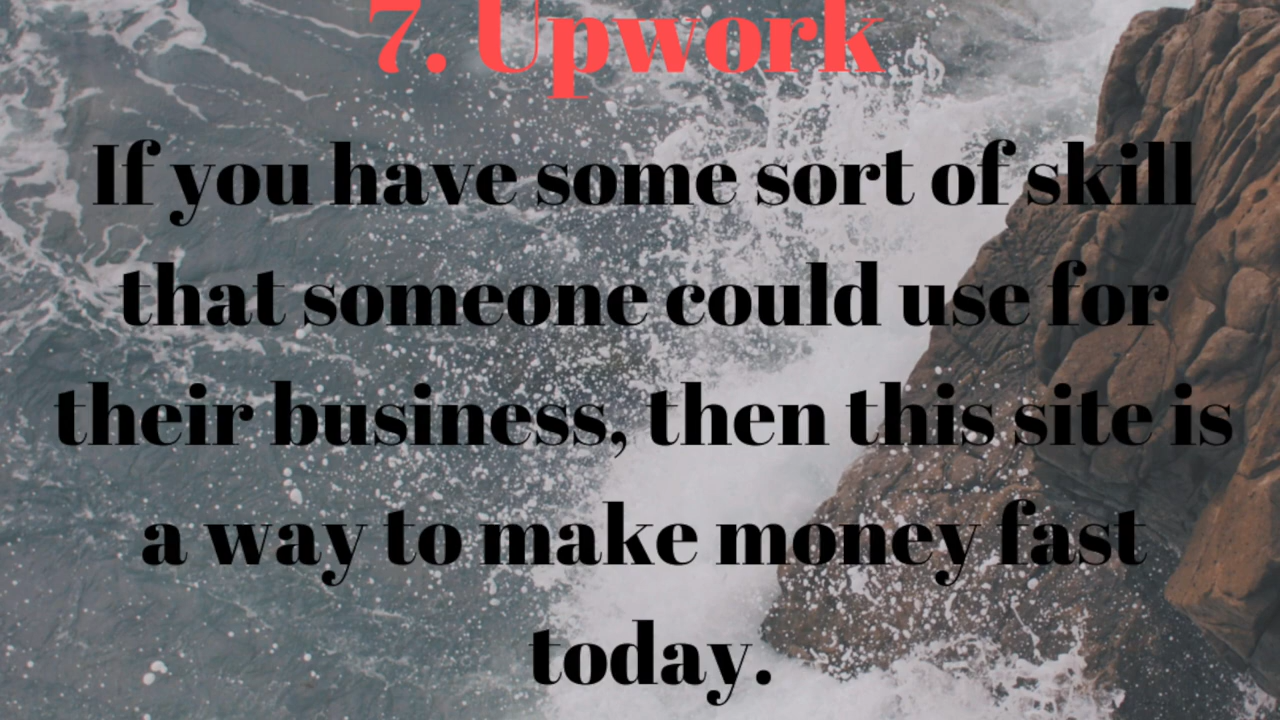 7. Upwork
If you have some sort of skill
that someone could use for
their business, then this site is
a way to make money fast
today.